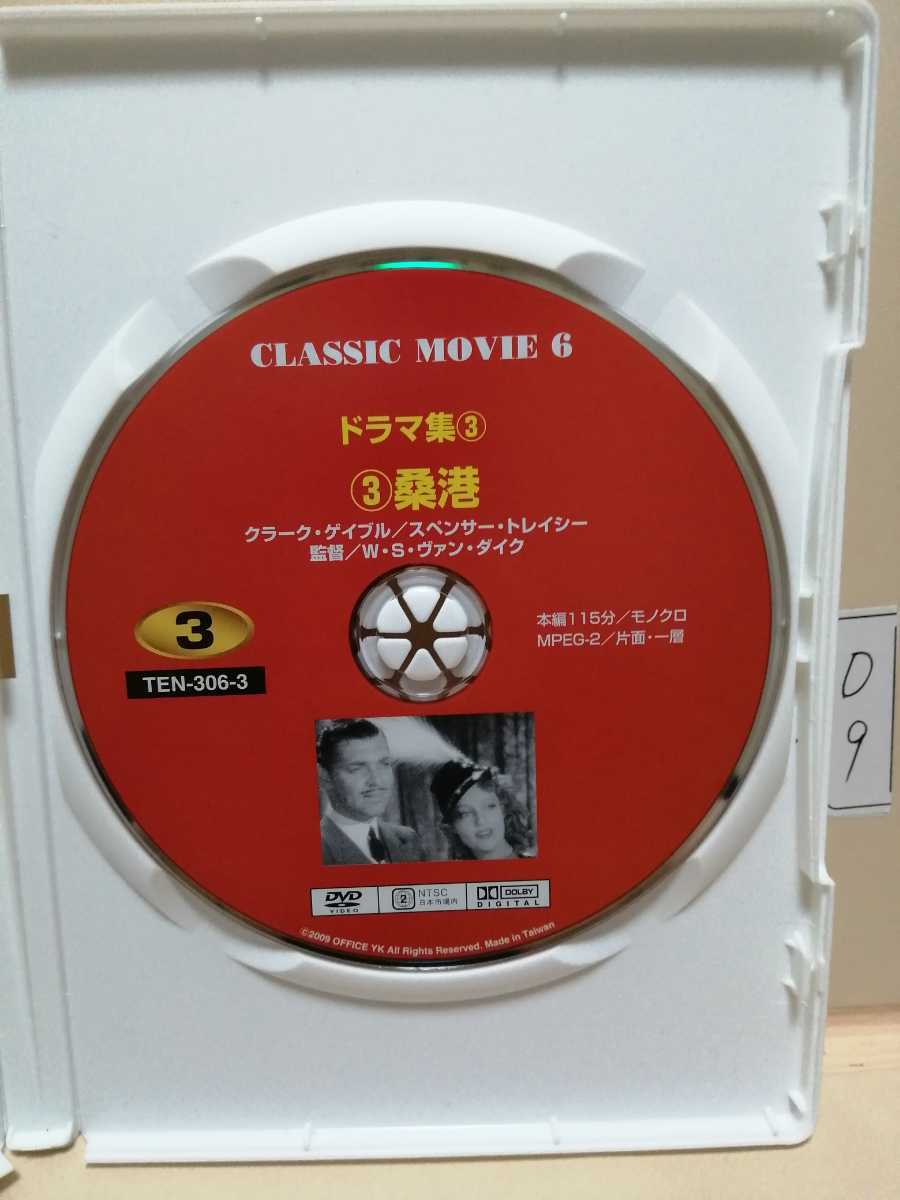 CLASSIC MOVIE 6
ドラマ集③
③桑港
クラーク・ゲイブル／スペンサー・トレイシー
監督／W・S・ヴァン・ダイク
3
TEN-306-3
本編115分／モノクロ
MPEG-2／片面・一層
DVD
VIDEO
2
NTSC
日本市場内
DOLBY
DIGITAL
©2009 OFFICE YK All Rights Reserved. Made in Taiwan
D
9